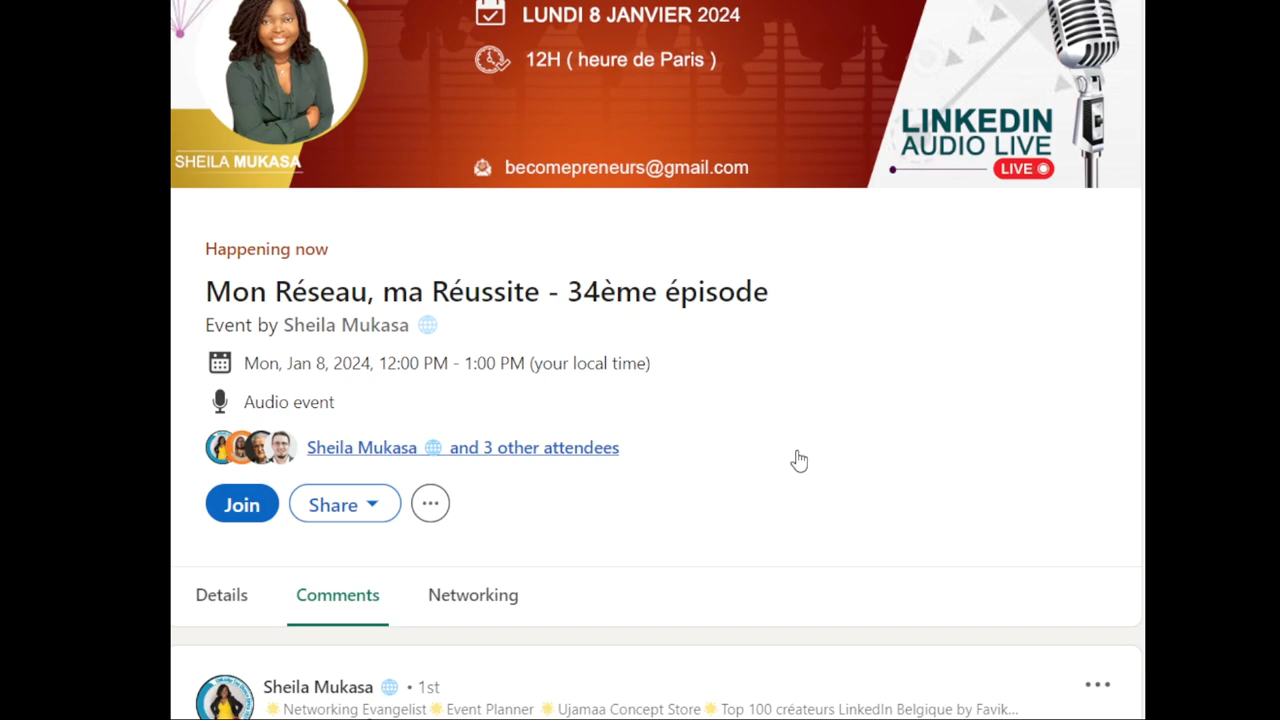 LUNDI 8 JANVIER 2024
12H ( heure de Paris )
SHEILA MUKASA
becomepreneurs@gmail.com
LINKEDIN
AUDIO LIVE
LIVE
Happening now
Mon Réseau, ma Réussite - 34ème épisode
Event by Sheila Mukasa
Mon, Jan 8, 2024, 12:00 PM - 1:00 PM (your local time)
Audio event
Sheila Mukasa 🌐 and 3 other attendees
Join Share
Details Comments Networking
Sheila Mukasa 🌐 • 1st
🌟Networking Evangelist🌟Event Planner 🌟Ujamaa Concept Store🌟Top 100 créateurs LinkedIn Belgique by Favik...